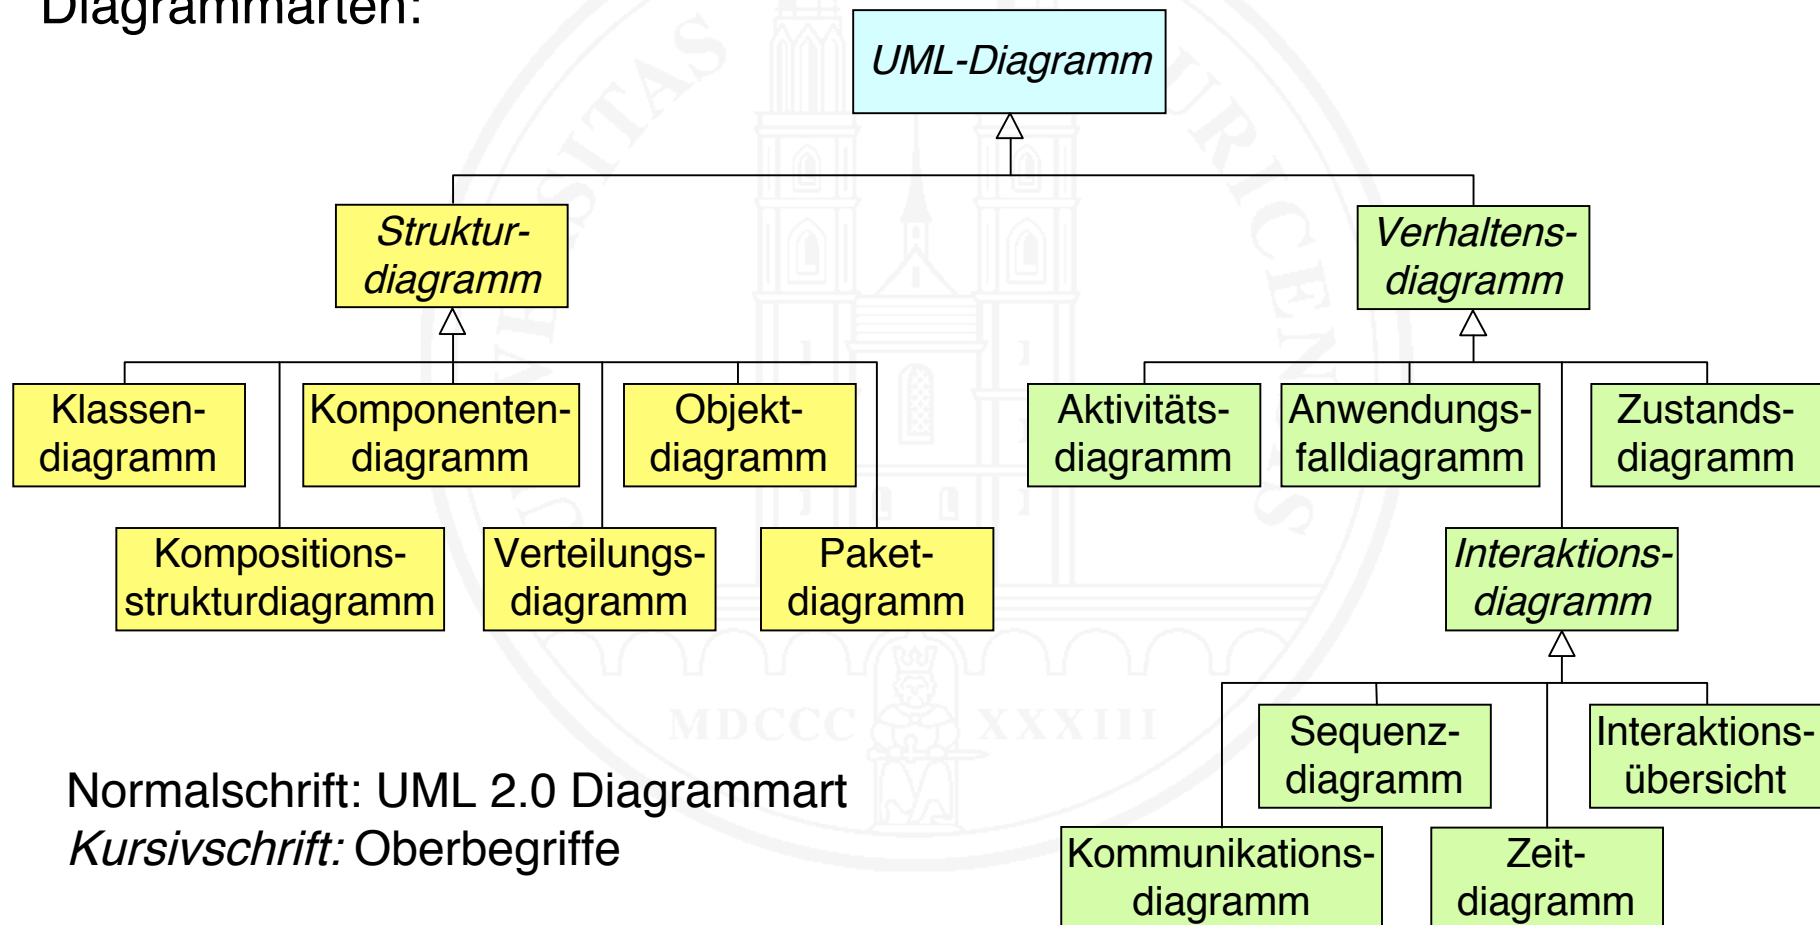 Diagrammarten:
UML-Diagramm
Struktur-
diagramm
Verhaltens-
diagramm
Klassen-
diagramm
Komponenten-
diagramm
Objekt-
diagramm
Aktivitäts-
diagramm
Anwendungs-
falldiagramm
Zustands-
diagramm
Kompositions-
strukturdiagramm
Verteilungs-
diagramm
Paket-
diagramm
Interaktions-
diagramm
Sequenz-
diagramm
Interaktions-
übersicht
Kommunikations-
diagramm
Zeit-
diagramm
Normalschrift: UML 2.0 Diagrammart
Kursivschrift: Oberbegriffe
MDCCC XXXIII